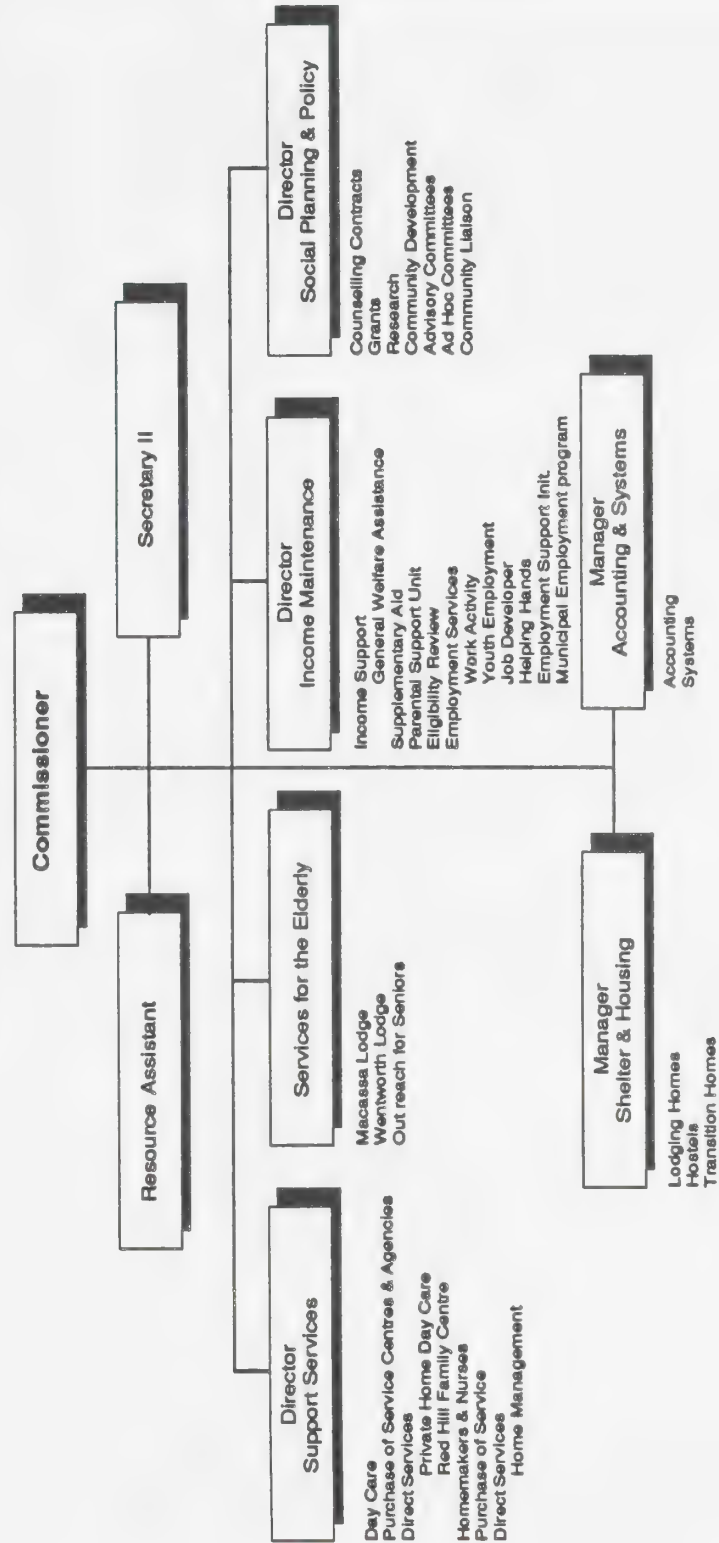 Commissioner
Resource Assistant
Secretary II
Director
Support Services
Day Care
Purchase of Service Centres & Agencies
Direct Services
Private Home Day Care
Red Hill Family Centre
Homemakers & Nurses
Purchase of Service
Direct Services
Home Management
Services for the Elderly
Macassa Lodge
Wentworth Lodge
Out reach for Seniors
Director
Income Maintenance
Income Support
General Welfare Assistance
Supplementary Aid
Parental Support Unit
Eligibility Review
Employment Services
Work Activity
Youth Employment
Job Developer
Helping Hands
Employment Support Init.
Municipal Employment program
Director
Social Planning & Policy
Counselling Contracts
Grants
Research
Community Development
Advisory Committees
Ad Hoc Committees
Community Liaison
Manager
Shelter & Housing
Lodging Homes
Hostels
Transition Homes
Manager
Accounting & Systems
Accounting
Systems